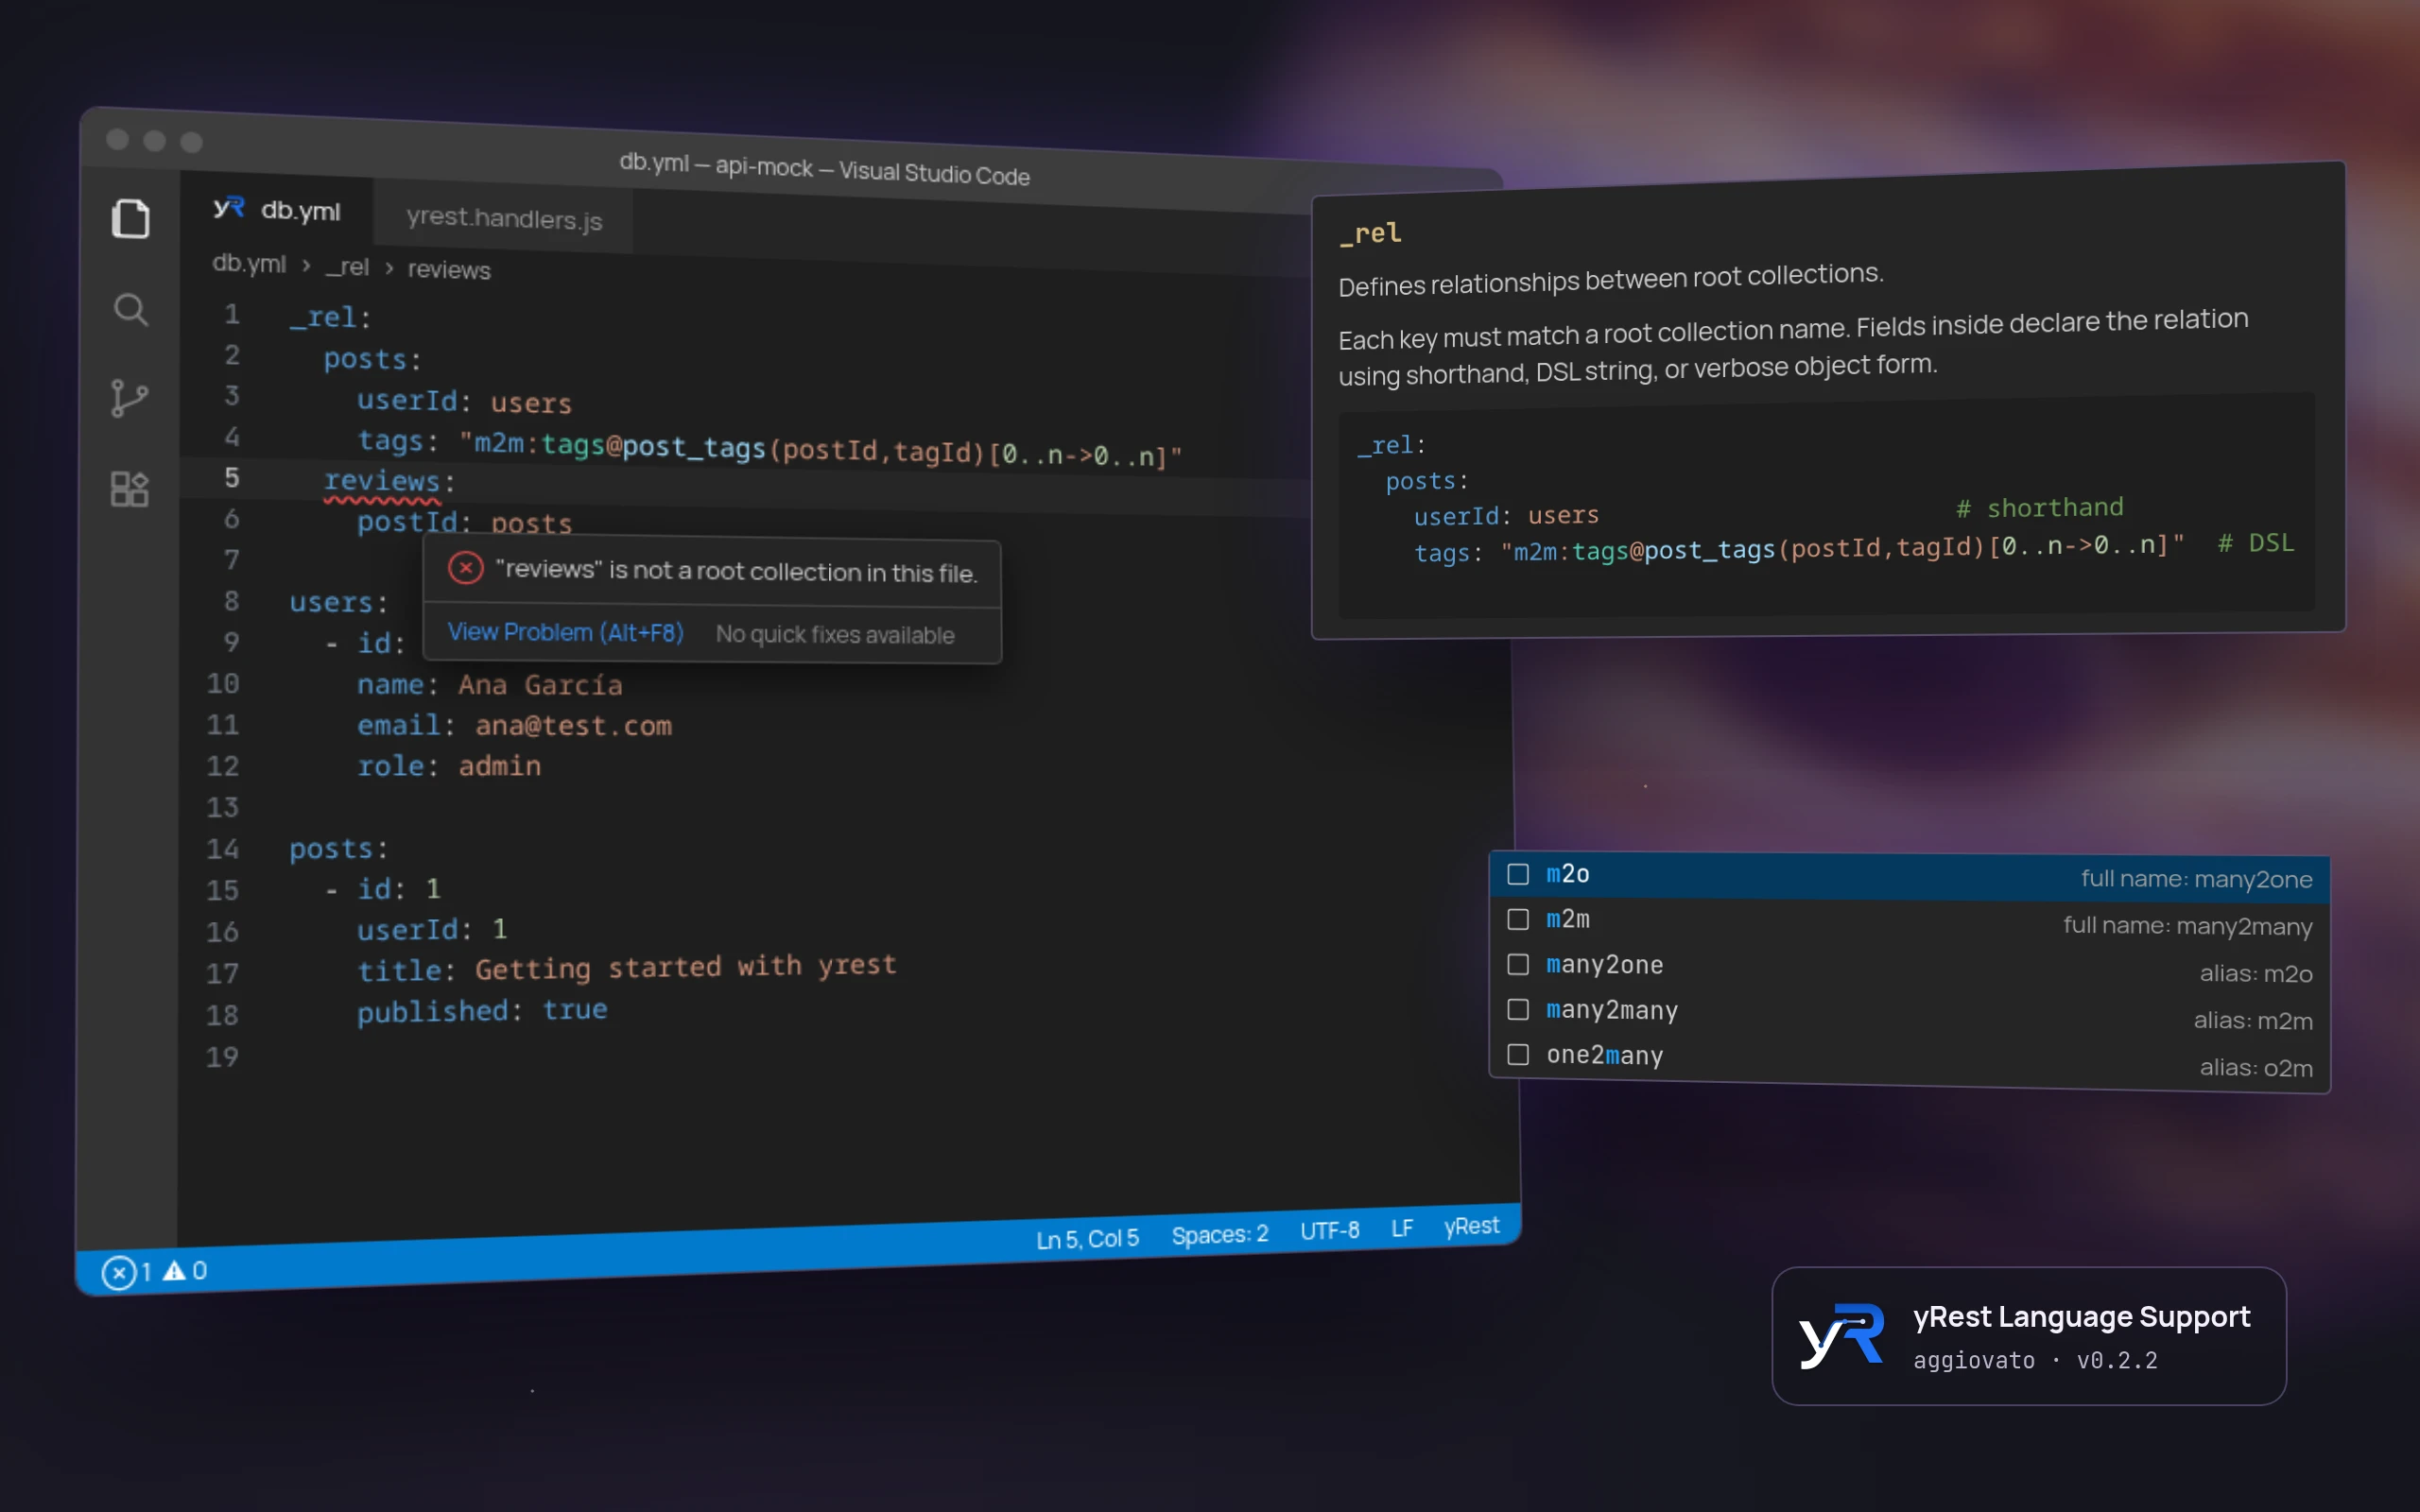 db.yml — api-mock — Visual Studio Code
yR db.yml
yrest.handlers.js
db.yml > _rel > reviews
1 _rel:
2 posts:
3 userId: users
4 tags: "m2m:tags@post_tags(postId,tagId)[0..n->0..n]"
5 reviews:
6 postId: posts
7
"reviews" is not a root collection in this file.
View Problem (Alt+F8) No quick fixes available
8 users:
9 - id:
10 name: Ana García
11 email: ana@test.com
12 role: admin
13
14 posts:
15 - id: 1
16 userId: 1
17 title: Getting started with yrest
18 published: true
19
1 0
Ln 5, Col 5 Spaces: 2 UTF-8 LF yRest
_rel
Defines relationships between root collections.
Each key must match a root collection name. Fields inside declare the relation
using shorthand, DSL string, or verbose object form.
_rel:
posts:
userId: users # shorthand
tags: "m2m:tags@post_tags(postId,tagId)[0..n->0..n]" # DSL
m2o full name: many2one
m2m full name: many2many
many2one alias: m2o
many2many alias: m2m
one2many alias: o2m
yR
yRest Language Support
aggiovato · v0.2.2